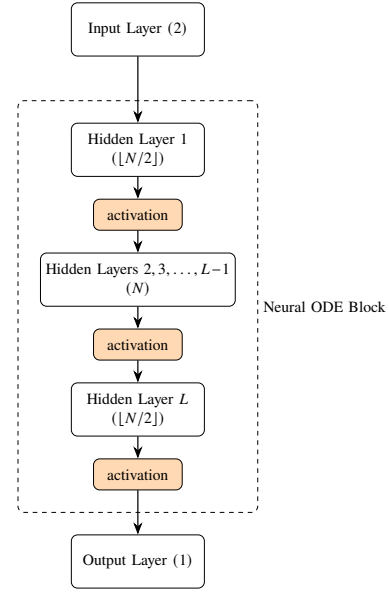 Input Layer (2)
Hidden Layer 1
(⌊N/2⌋)
activation
Hidden Layers 2, 3, . . . , L−1
(N)
activation
Neural ODE Block
Hidden Layer L
(⌊N/2⌋)
activation
Output Layer (1)